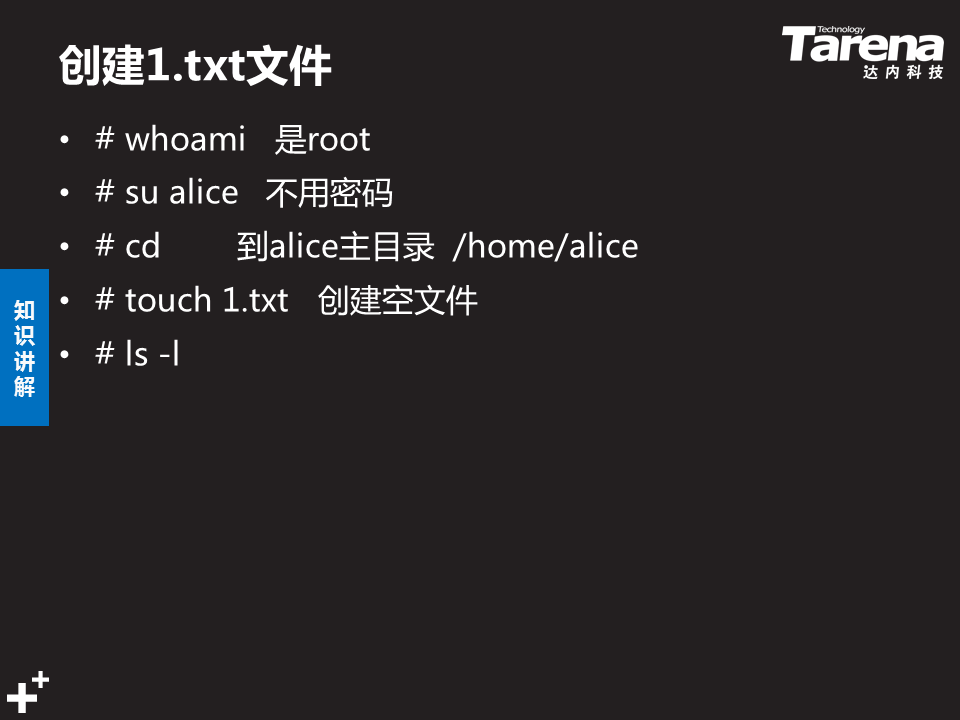 创建1.txt文件
Technology
Tarena
达内科技
• # whoami 是root
• # su alice 不用密码
• # cd 到alice主目录 /home/alice
• # touch 1.txt 创建空文件
• # ls -l
知
识
讲
解